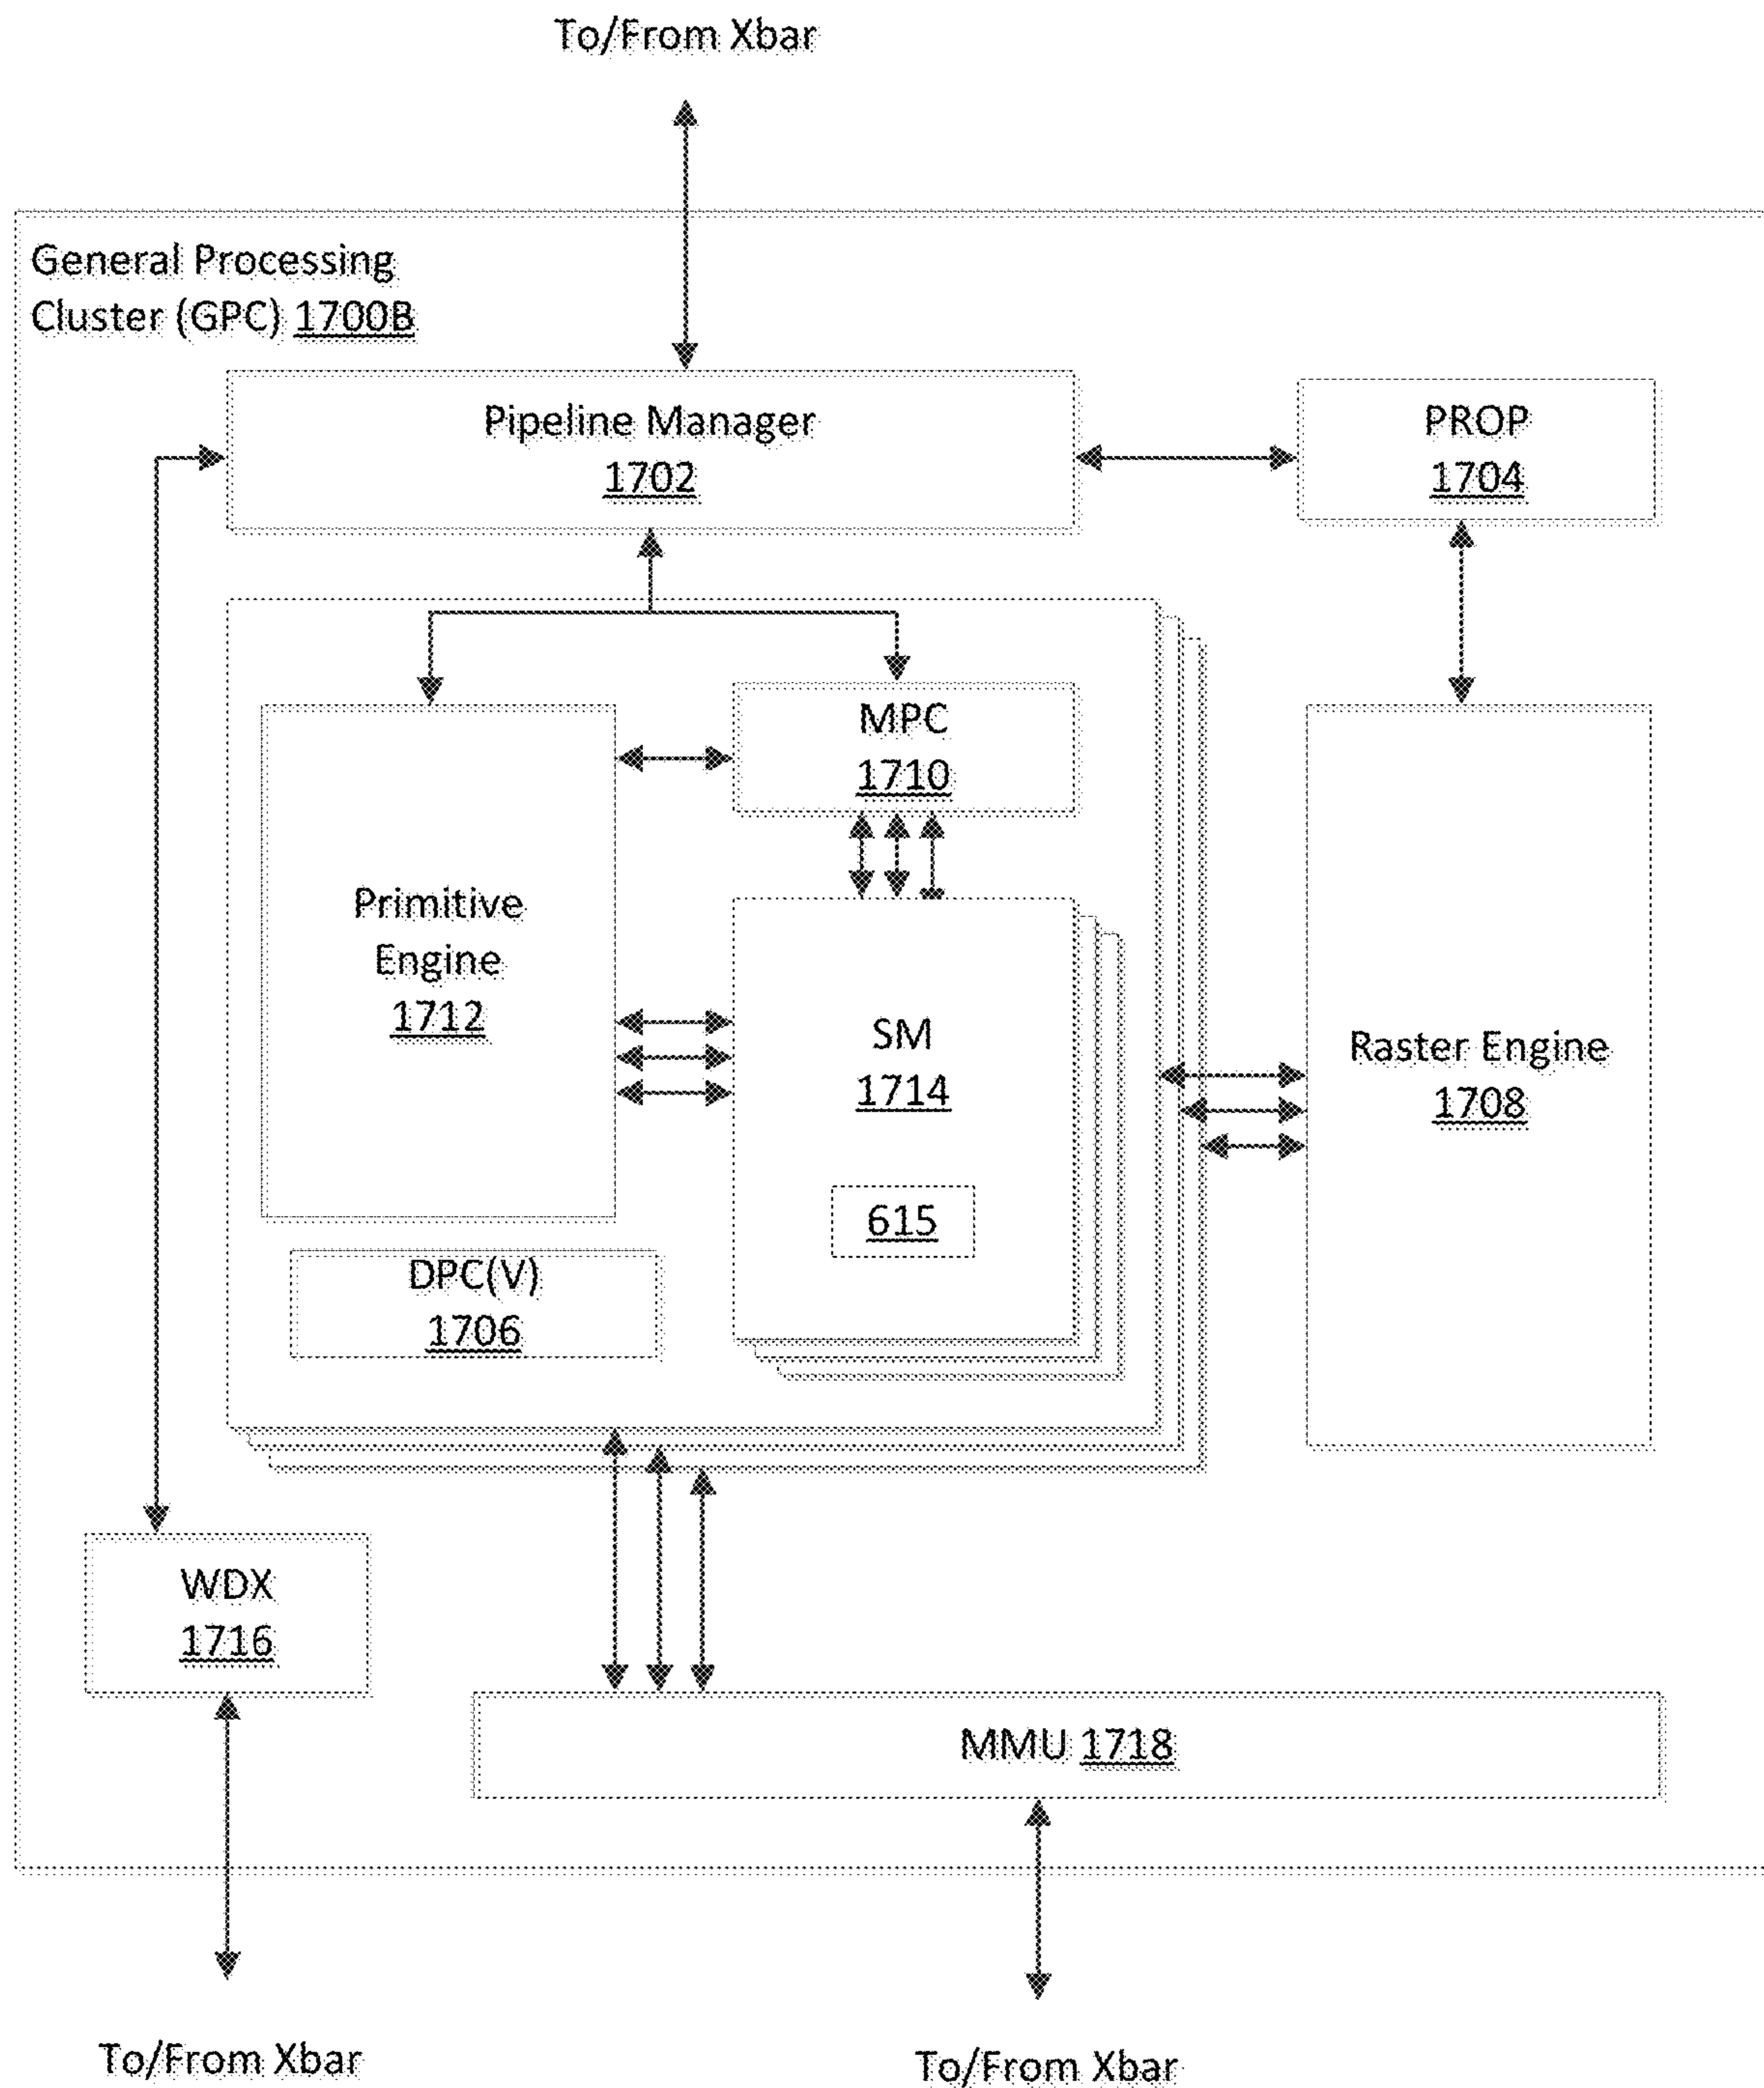 To/From Xbar
General Processing
Cluster (GPC) 1700B
Pipeline Manager
1702
PROP
1704
MPC
1710
Primitive
Engine
1712
SM
1714
615
Raster Engine
1708
DPC(V)
1706
WDX
1716
MMU 1718
To/From Xbar
To/From Xbar